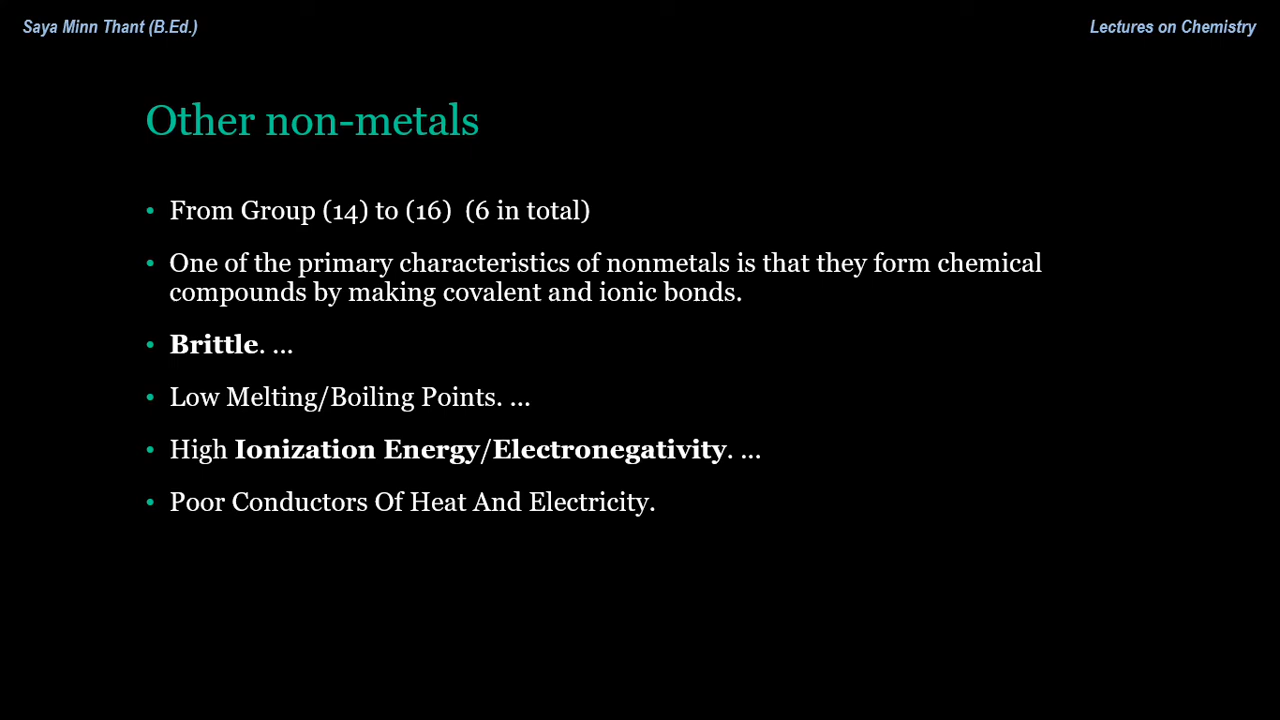 Saya Minn Thant (B.Ed.)
Lectures on Chemistry
Other non-metals
• From Group (14) to (16)  (6 in total)
• One of the primary characteristics of nonmetals is that they form chemical
compounds by making covalent and ionic bonds.
• Brittle. ...
• Low Melting/Boiling Points. ...
• High Ionization Energy/Electronegativity. ...
• Poor Conductors Of Heat And Electricity.